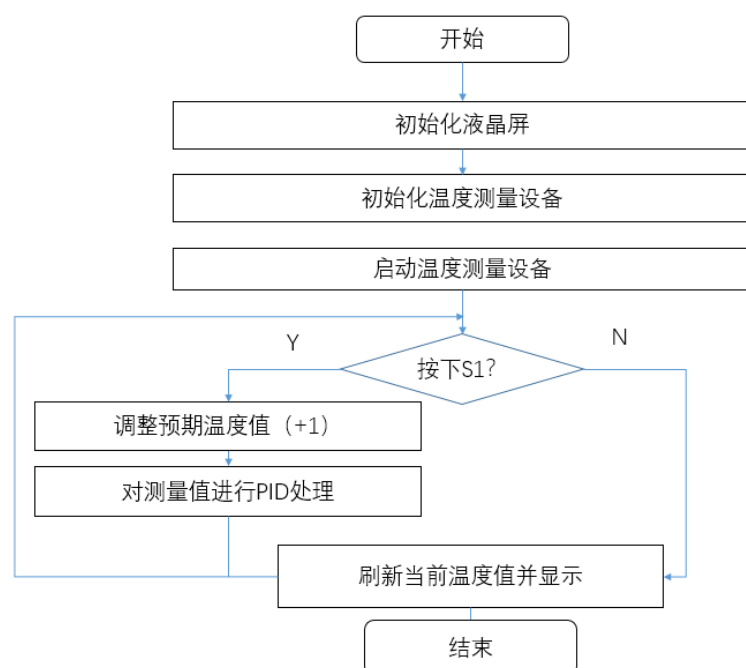 开始
初始化液晶屏
初始化温度测量设备
启动温度测量设备
Y
N
按下S1?
调整预期温度值（+1）
对测量值进行PID处理
刷新当前温度值并显示
结束